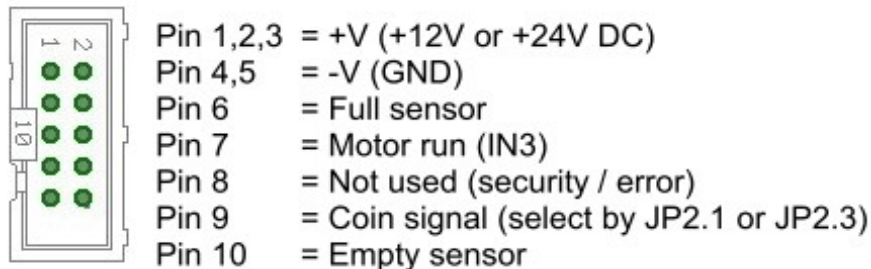 1 2
10
Pin 1,2,3 = +V (+12V or +24V DC)
Pin 4,5 = -V (GND)
Pin 6 = Full sensor
Pin 7 = Motor run (IN3)
Pin 8 = Not used (security / error)
Pin 9 = Coin signal (select by JP2.1 or JP2.3)
Pin 10 = Empty sensor